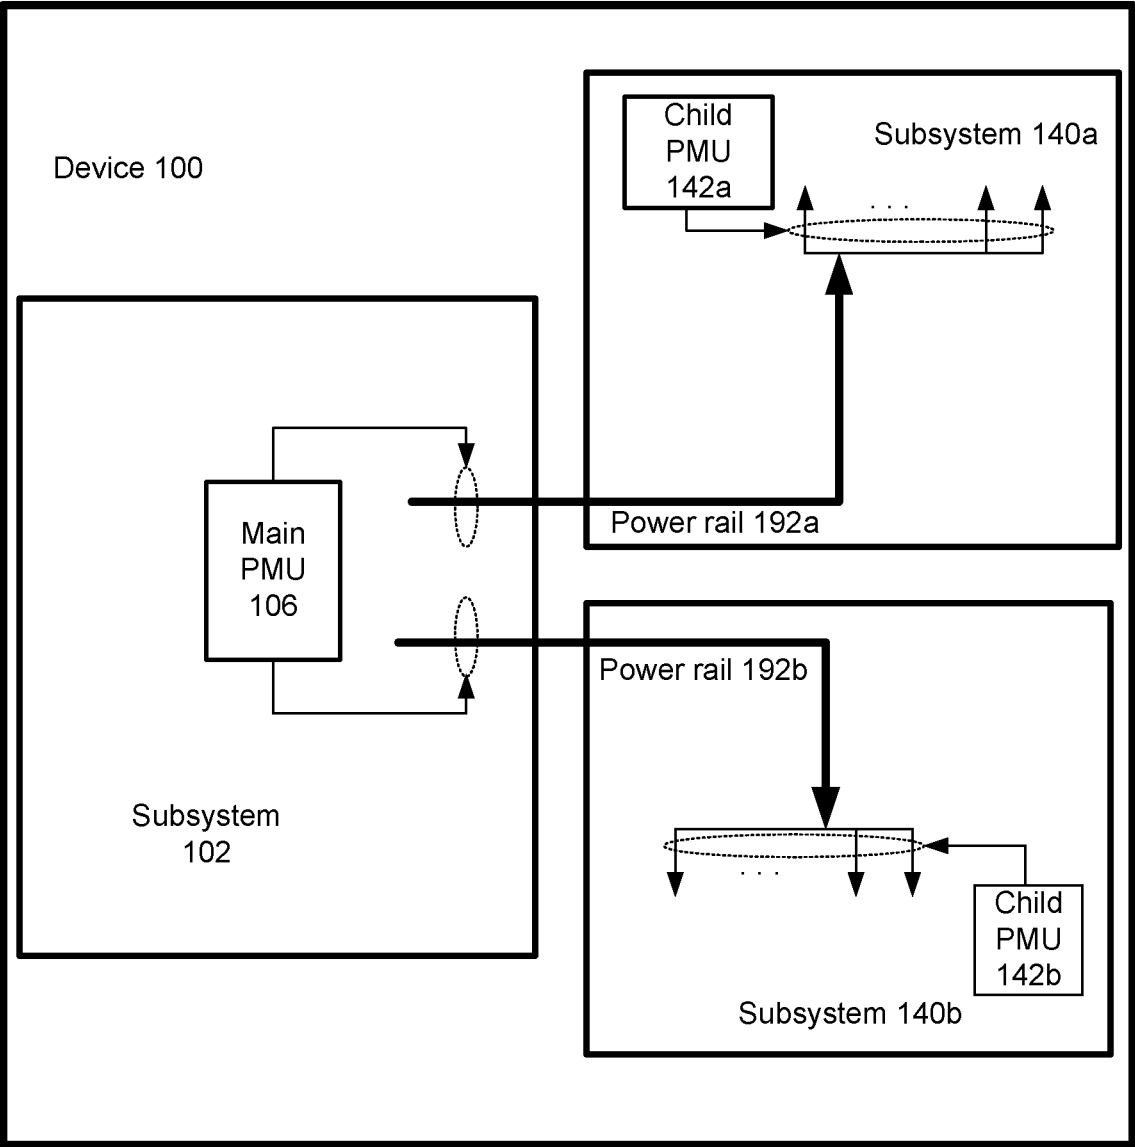 Device 100
Child
PMU
142a
Subsystem 140a
. . .
Main
PMU
106
Power rail 192a
Power rail 192b
Subsystem
102
. . .
Child
PMU
142b
Subsystem 140b